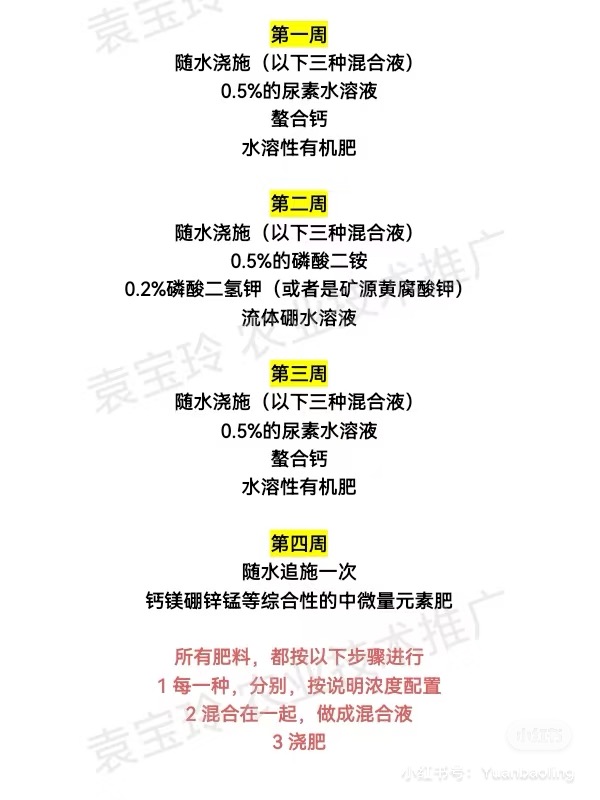 第一周
随水浇施（以下三种混合液）
0.5%的尿素水溶液
螯合钙
水溶性有机肥
第二周
随水浇施（以下三种混合液）
0.5%的磷酸二铵
0.2%磷酸二氢钾（或者是矿源黄腐酸钾）
流体硼水溶液
第三周
随水浇施（以下三种混合液）
0.5%的尿素水溶液
螯合钙
水溶性有机肥
第四周
随水追施一次
钙镁硼锌锰等综合性的中微量元素肥
所有肥料，都按以下步骤进行
1 每一种，分别，按说明浓度配置
2 混合在一起，做成混合液
3 浇肥
袁宝玲 农业技术推广
袁宝玲 农业技术推广
袁宝玲 农业技术推广
小红书号：Yuanbaoling